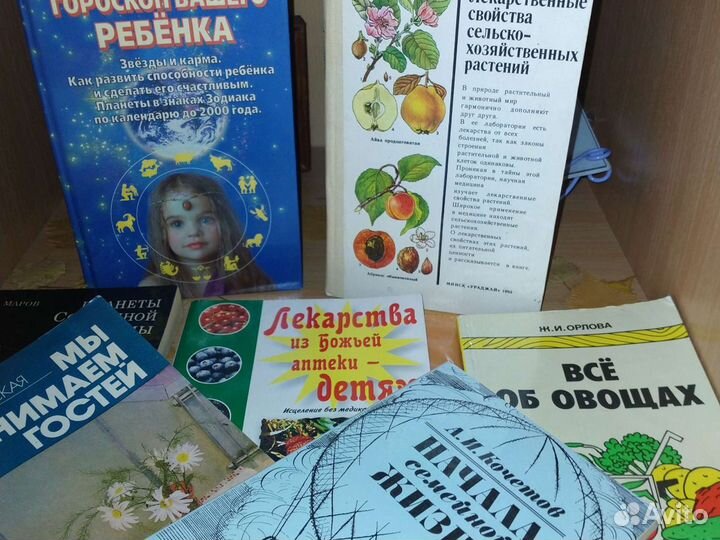 ГОРОСКОП ВАШЕГО
РЕБЁНКА
Звёзды и карма.
Как развить способности ребёнка
и сделать его счастливым.
Планеты в знаках Зодиака
по календарю до 2000 года.
лекарственные
свойства
сельско-
хозяйственных
растений
В природе растительный
и животный мир
гармонично дополняют
друг друга.
В ее лаборатории есть
лекарства от всех
болезней, так как законы
строения
растительной и животной
клеток одинаковы.
Проникая в тайны этой
лаборатории, научная
медицина
изучает лекарственные
свойства растений.
Широкое применение
в медицине находят
сельскохозяйственные
растения.
О лекарственных
свойствах этих растений,
их питательной
ценности
и рассказывается в книге.
Айва продолговатая
Абрикос обыкновенный
МИНСК «УРАДЖАЙ»
МАРОВ
ПЛАНЕТЫ
СО ЕЧНОЙ
МЫ
НИМАЕМ
ГОСТЕЙ
Лекарства
из Божьей
аптеки –
детям
Исцеление без медик
Ж.И.ОРЛОВА
ВСЁ
ОБ ОВОЩАХ
А.И.Кочетов
НАЧАЛА
семейной
ЖИЗН
Avito